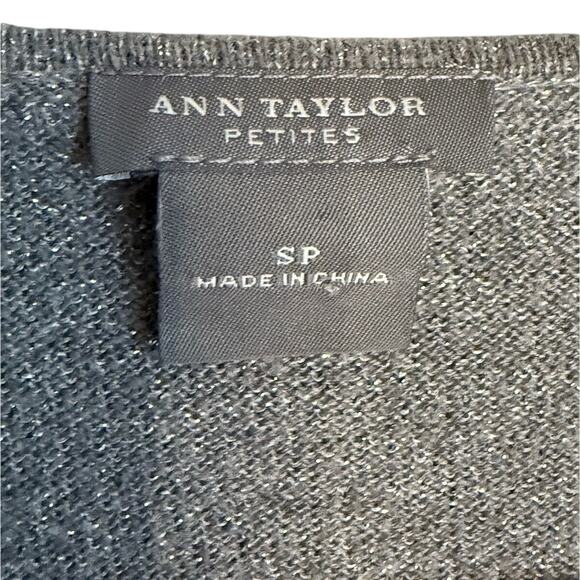 ANN TAYLOR
PETITES
SP
MADE IN CHINA